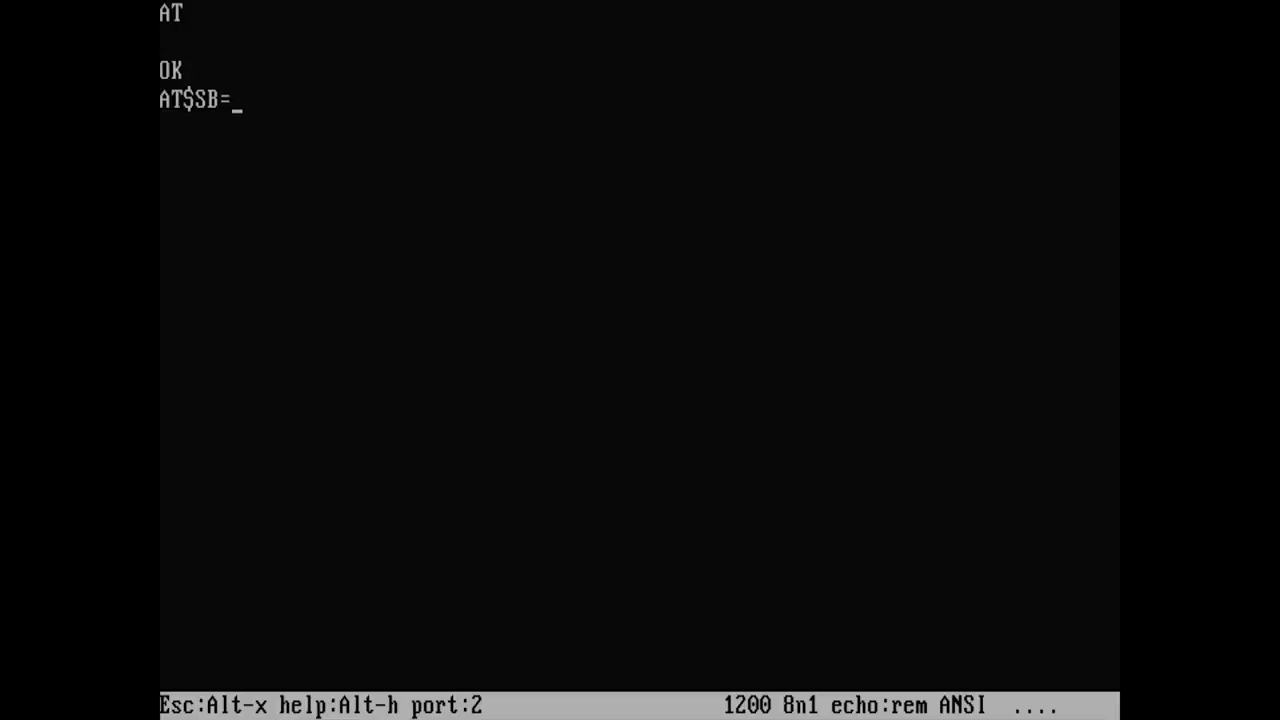 AT
OK
AT$SB=_
Esc:Alt-x help:Alt-h port:2 1200 8n1 echo:rem ANSI ....